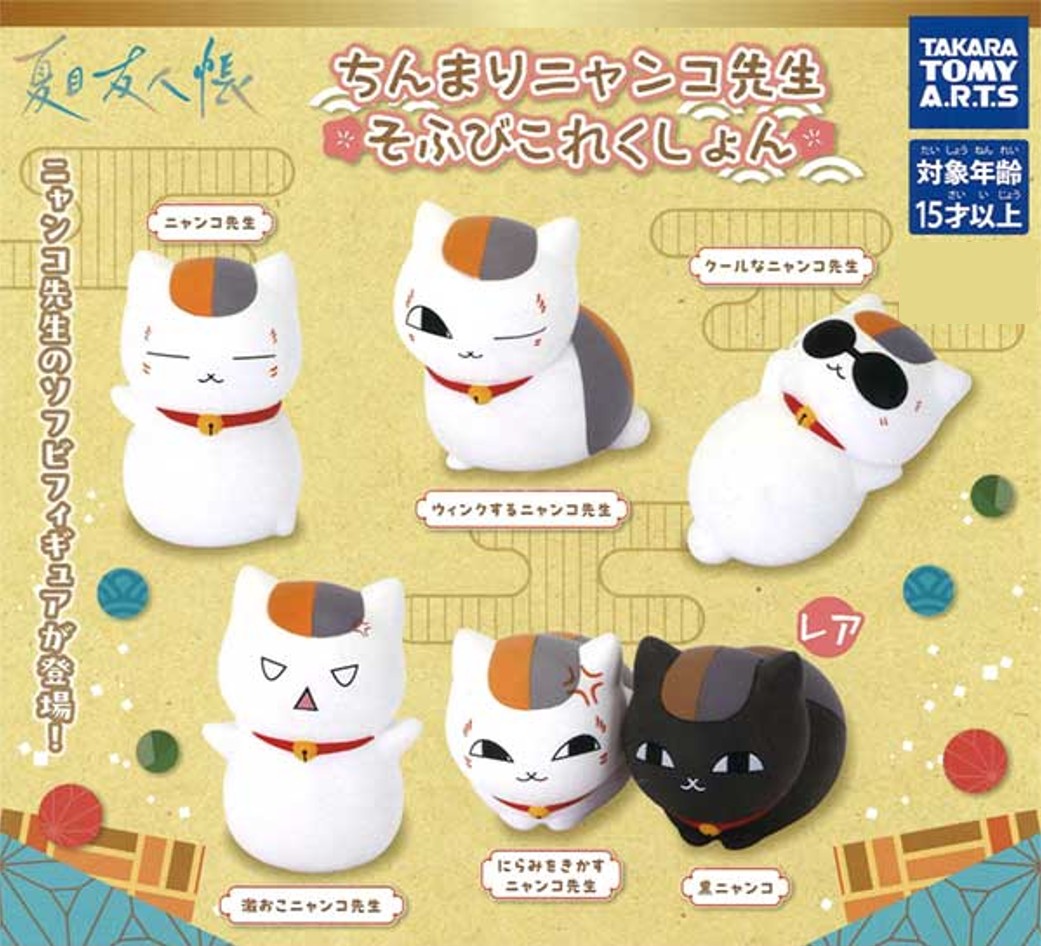 夏目友人帳
ちんまりニャンコ先生
そふびこれくしょん
TAKARA
TOMY
A.R.T.S
たいしょうねんれい
対象年齢
さいいじょう
15才以上
ニャンコ先生のソフビフィギュアが登場!
ニャンコ先生
クールなニャンコ先生
ウィンクするニャンコ先生
レア
激おこニャンコ先生
にらみをきかす
ニャンコ先生
黒ニャンコ